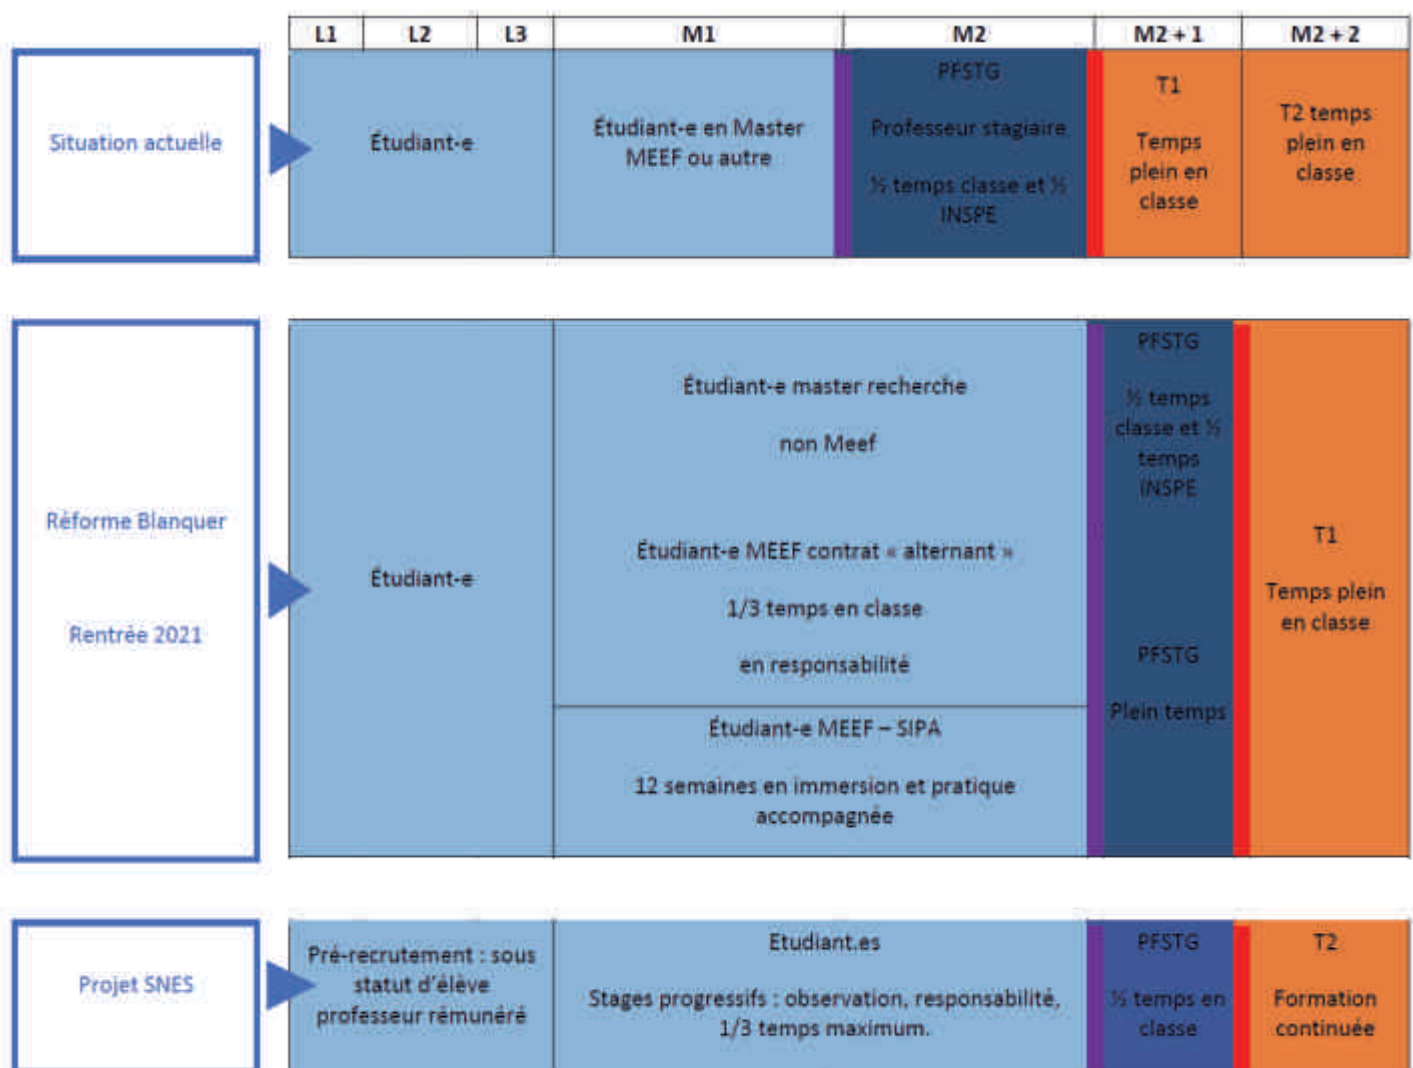 L1 L2 L3 M1 M2 M2 + 1 M2 + 2
Situation actuelle
Étudiant-e
Étudiant-e en Master
MEEF ou autre
PFSTG
Professeur stagiaire
½ temps classe et ½
INSPE
T1
Temps
plein en
classe
T2 temps
plein en
classe
Réforme Blanquer
Rentrée 2021
Étudiant-e
Étudiant-e master recherche
non Meef
Étudiant-e MEEF contrat « alternant »
1/3 temps en classe
en responsabilité
Étudiant-e MEEF – SIPA
12 semaines en immersion et pratique
accompagnée
PFSTG
½ temps
classe et ½
temps
INSPE
PFSTG
Plein temps
T1
Temps plein
en classe
Projet SNES
Pré-recrutement : sous
statut d'élève
professeur rémunéré
Etudiant.es
Stages progressifs : observation, responsabilité,
1/3 temps maximum.
PFSTG
½ temps en
classe
T2
Formation
continuée